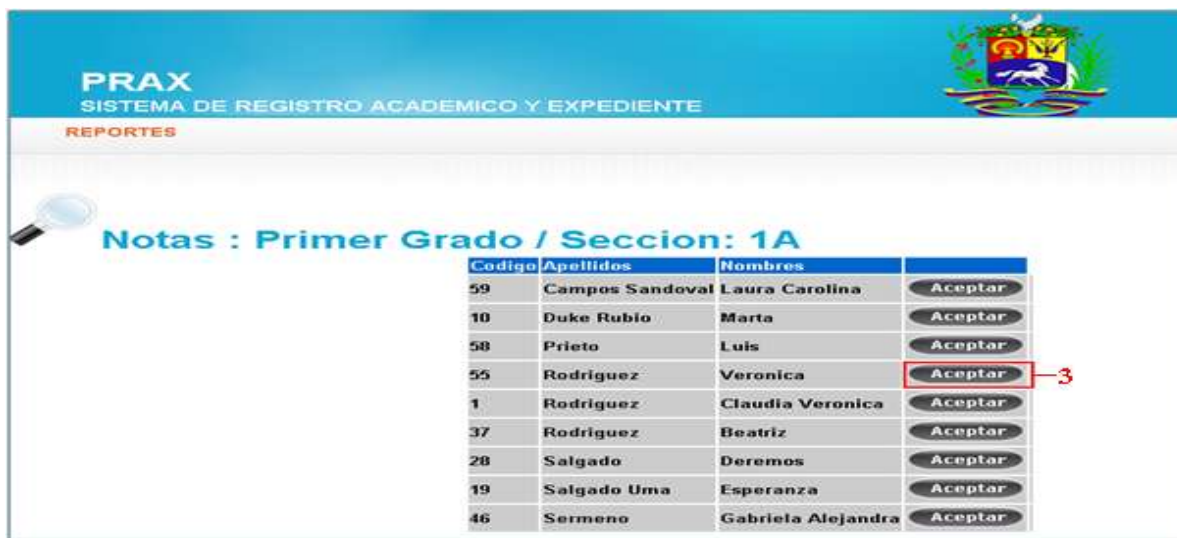 PRAX
SISTEMA DE REGISTRO ACADEMICO Y EXPEDIENTE
REPORTES
Notas : Primer Grado / Seccion: 1A
Codigo Apellidos Nombres
59 Campos Sandoval Laura Carolina Aceptar
10 Duke Rubio Marta Aceptar
58 Prieto Luis Aceptar
55 Rodriguez Veronica Aceptar 3
1 Rodriguez Claudia Veronica Aceptar
37 Rodriguez Beatriz Aceptar
28 Salgado Deremos Aceptar
19 Salgado Uma Esperanza Aceptar
46 Sermeno Gabriela Alejandra Aceptar